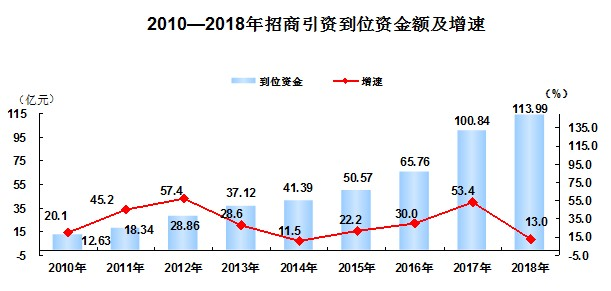 2010—2018年招商引资到位资金额及增速
到位资金 增速
（亿元） （%）
115 95 75 55 35 15 -5
135.0 115.0 95.0 75.0 55.0 35.0 15.0 -5.0
20.1 45.2 57.4 28.6 11.5 22.2 30.0 53.4 13.0
12.63 18.34 28.86 37.12 41.39 50.57 65.76 100.84 113.99
2010年 2011年 2012年 2013年 2014年 2015年 2016年 2017年 2018年